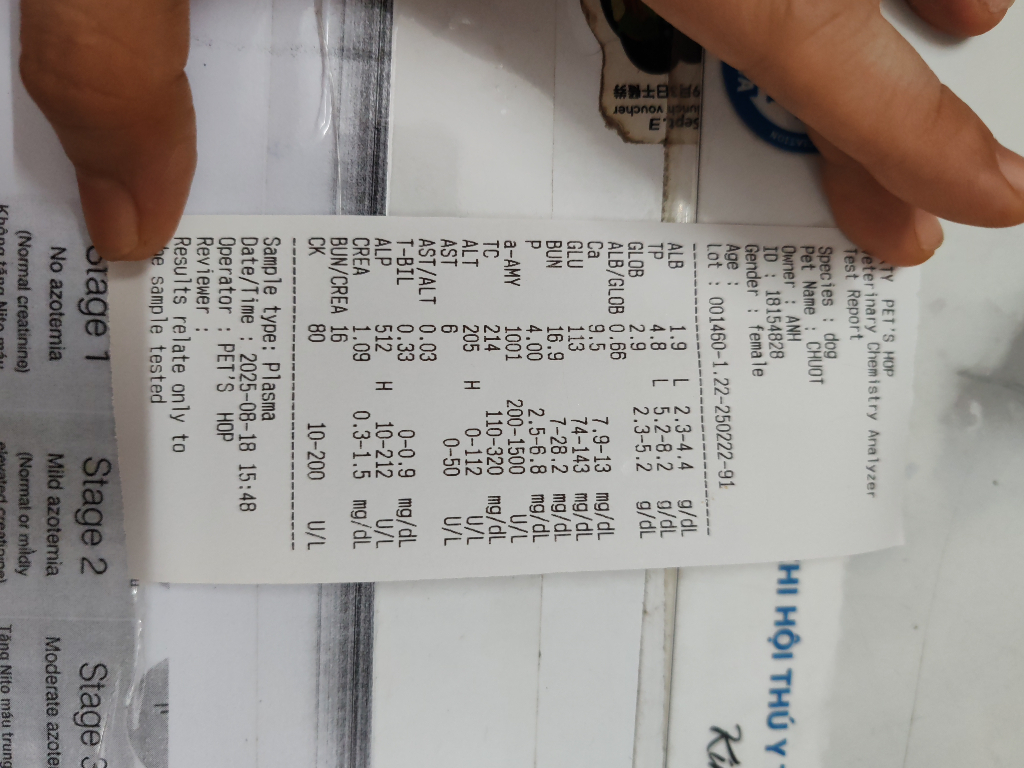 TY PET'S HOP
eterinary Chemistry Analyzer
Test Report
Species : dog
Pet Name : CHUOT
Owner : ANH
ID : 18154828
Gender : female
Age :
Lot : 001460-1.22-250222-91
--------------------------------
ALB 1.9 L 2.3-4.4 g/dL
TP 4.8 L 5.2-8.2 g/dL
GLOB 2.9 2.3-5.2 g/dL
ALB/GLOB 0.66
Ca 9.5 7.9-13 mg/dL
GLU 113 74-143 mg/dL
BUN 16.9 7-28.2 mg/dL
P 4.00 2.5-6.8 mg/dL
a-AMY 1001 200-1500 U/L
TC 214 110-320 mg/dL
ALT 205 H 0-112 U/L
AST 6 0-50 U/L
AST/ALT 0.03
T-BIL 0.33 0-0.9 mg/dL
ALP 512 H 10-212 U/L
CREA 1.09 0.3-1.5 mg/dL
BUN/CREA 16
CK 80 10-200 U/L
--------------------------------
Sample type: Plasma
Date/Time : 2025-08-18 15:48
Operator : PET'S HOP
Reviewer :
Results relate only to
he sample tested
Stage 1
No azotemia
(Normal creatinine)
Stage 2
Mild azotemia
(Normal or mildly
Stage 3
Moderate azote
Tăng Nito máu trung
HI HỘI THÚ Y
Sept.3
lunch voucher